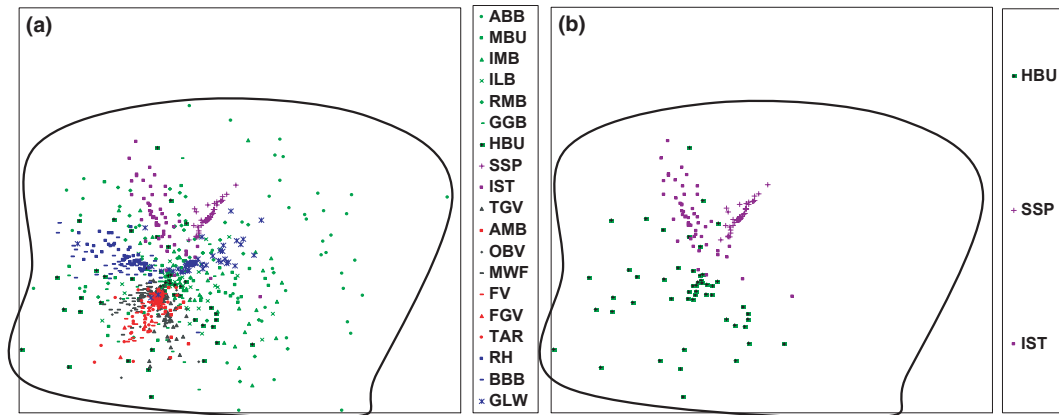 (a)
ABB
MBU
IMB
ILB
RMB
GGB
HBU
SSP
IST
TGV
AMB
OBV
MWF
FV
FGV
TAR
RH
BBB
GLW
(b)
HBU
SSP
IST